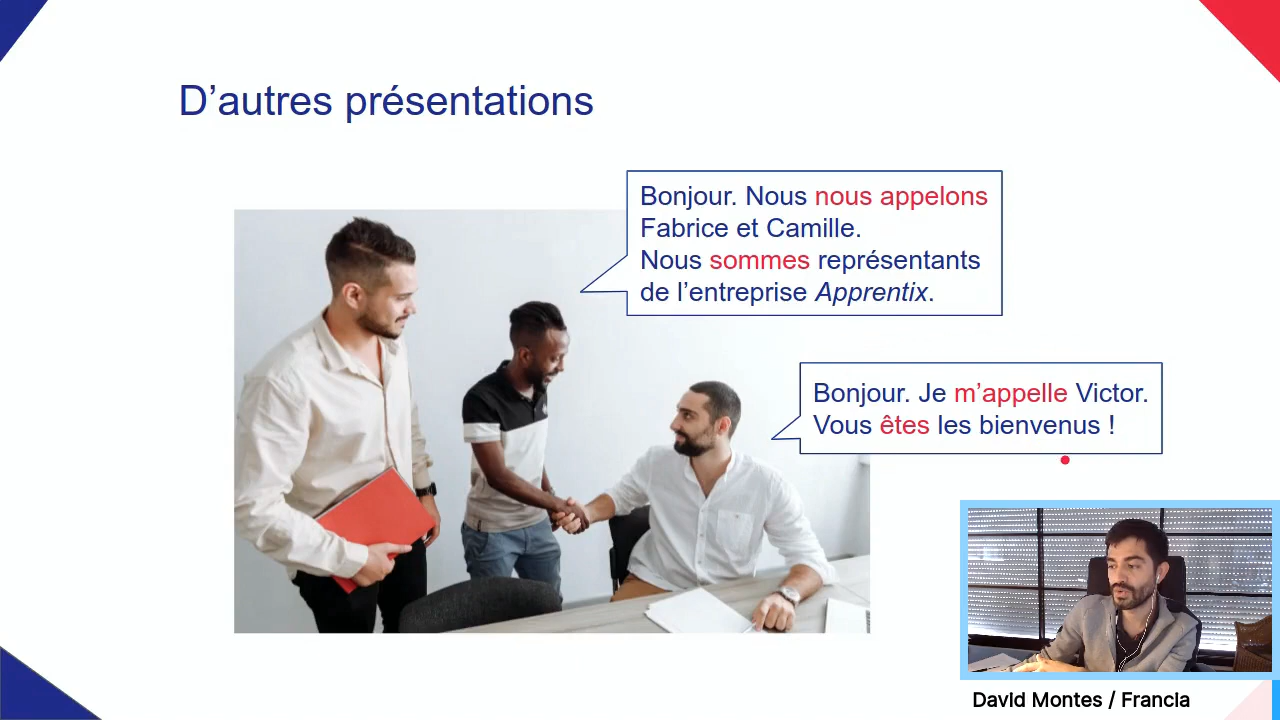 D’autres présentations
Bonjour. Nous nous appelons
Fabrice et Camille.
Nous sommes représentants
de l’entreprise Apprentix.
Bonjour. Je m’appelle Victor.
Vous êtes les bienvenus !
David Montes / Francia